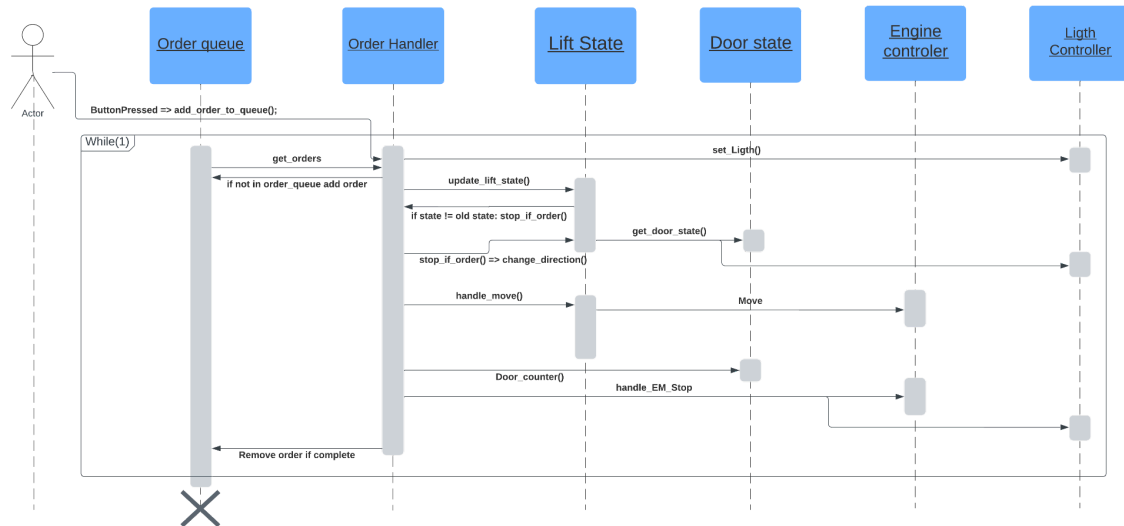 Order queue
Order Handler
Lift State
Door state
Engine
controler
Ligth
Controller
Actor
ButtonPressed => add_order_to_queue();
While(1)
get_orders
set_Ligth()
if not in order_queue add order
update_lift_state()
if state != old state: stop_if_order()
get_door_state()
stop_if_order() => change_direction()
handle_move()
Move
Door_counter()
handle_EM_Stop
Remove order if complete